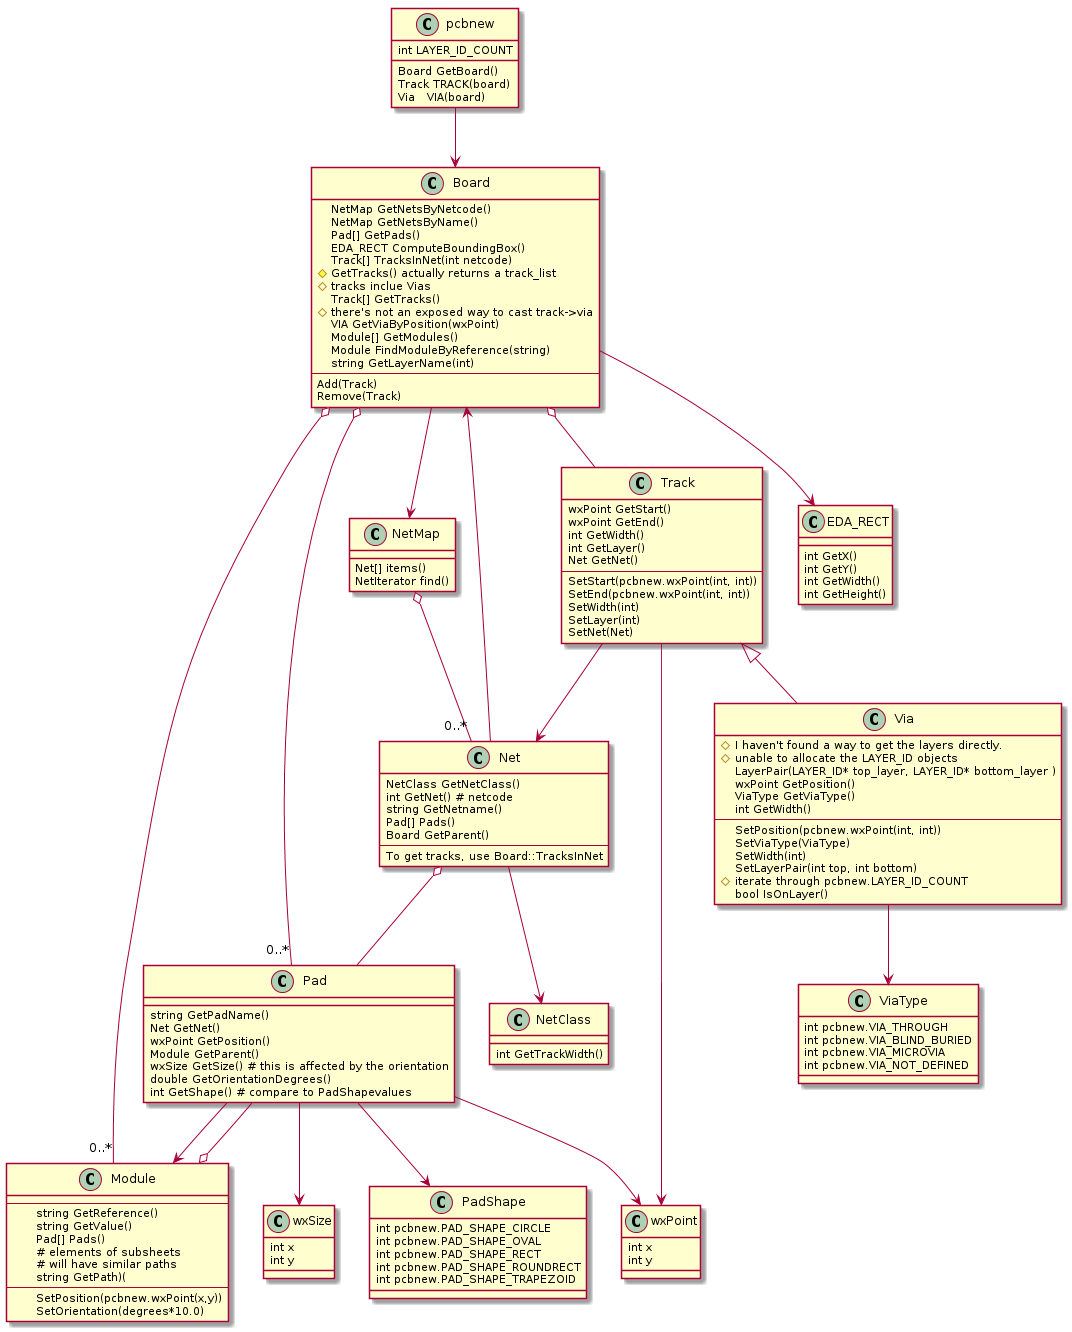 C pcbnew
int LAYER_ID_COUNT
Board GetBoard()
Track TRACK(board)
Via VIA(board)
C Board
NetMap GetNetsByNetcode()
NetMap GetNetsByName()
Pad[] GetPads()
EDA_RECT ComputeBoundingBox()
Track[] TracksInNet(int netcode)
GetTracks() actually returns a track_list
tracks inclue Vias
Track[] GetTracks()
there's not an exposed way to cast track->via
VIA GetViaByPosition(wxPoint)
Module[] GetModules()
Module FindModuleByReference(string)
string GetLayerName(int)
Add(Track)
Remove(Track)
C Track
wxPoint GetStart()
wxPoint GetEnd()
int GetWidth()
int GetLayer()
Net GetNet()
SetStart(pcbnew.wxPoint(int, int))
SetEnd(pcbnew.wxPoint(int, int))
SetWidth(int)
SetLayer(int)
SetNet(Net)
C EDA_RECT
int GetX()
int GetY()
int GetWidth()
int GetHeight()
C NetMap
Net[] items()
NetIterator find()
0..*
C Net
NetClass GetNetClass()
int GetNet() # netcode
string GetNetname()
Pad[] Pads()
Board GetParent()
To get tracks, use Board::TracksInNet
C Via
I haven't found a way to get the layers directly.
unable to allocate the LAYER_ID objects
LayerPair(LAYER_ID* top_layer, LAYER_ID* bottom_layer )
wxPoint GetPosition()
ViaType GetViaType()
int GetWidth()
SetPosition(pcbnew.wxPoint(int, int))
SetViaType(ViaType)
SetWidth(int)
SetLayerPair(int top, int bottom)
iterate through pcbnew.LAYER_ID_COUNT
bool IsOnLayer()
0..*
C Pad
string GetPadName()
Net GetNet()
wxPoint GetPosition()
Module GetParent()
wxSize GetSize() # this is affected by the orientation
double GetOrientationDegrees()
int GetShape() # compare to PadShapevalues
C NetClass
int GetTrackWidth()
C ViaType
int pcbnew.VIA_THROUGH
int pcbnew.VIA_BLIND_BURIED
int pcbnew.VIA_MICROVIA
int pcbnew.VIA_NOT_DEFINED
0..*
C Module
string GetReference()
string GetValue()
Pad[] Pads()
# elements of subsheets
# will have similar paths
string GetPath)(
SetPosition(pcbnew.wxPoint(x,y))
SetOrientation(degrees*10.0)
C wxSize
int x
int y
C PadShape
int pcbnew.PAD_SHAPE_CIRCLE
int pcbnew.PAD_SHAPE_OVAL
int pcbnew.PAD_SHAPE_RECT
int pcbnew.PAD_SHAPE_ROUNDRECT
int pcbnew.PAD_SHAPE_TRAPEZOID
C wxPoint
int x
int y